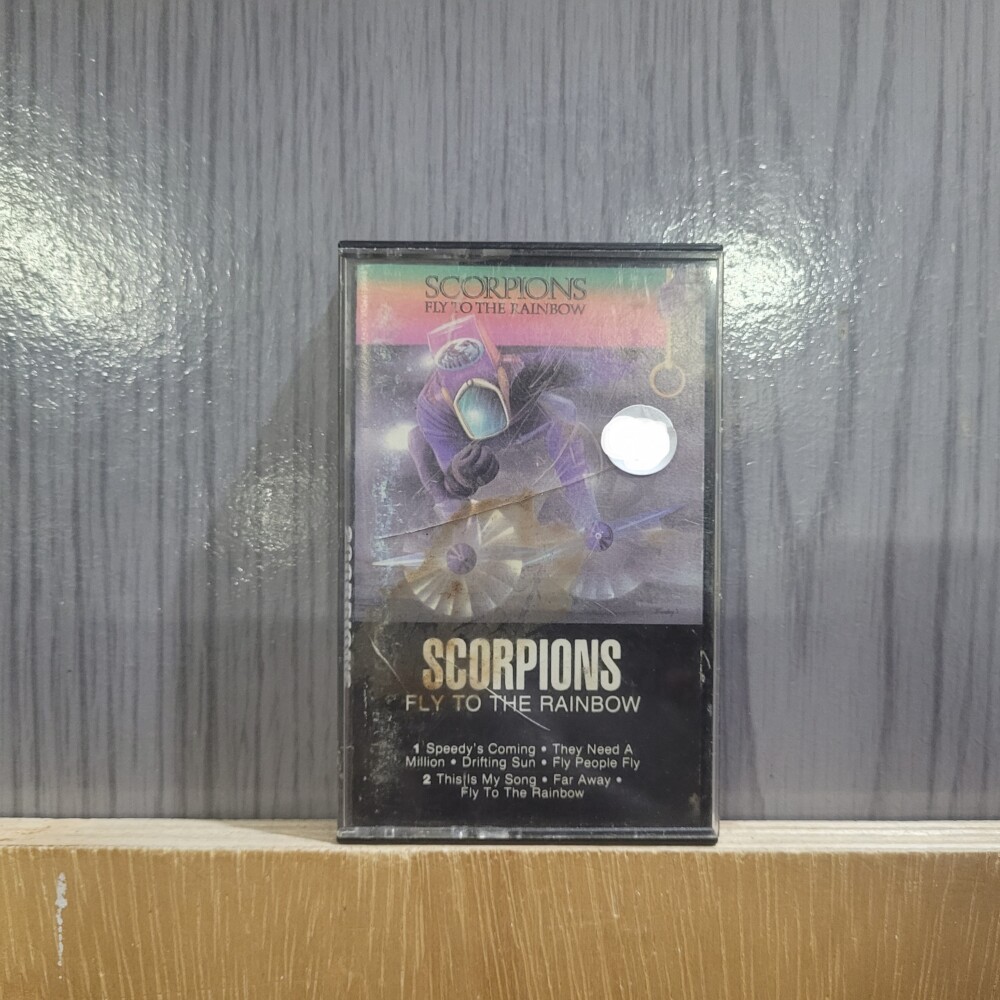 SCORPIONS
FLY TO THE RAINBOW
SCORPIONS
FLY TO THE RAINBOW
1 Speedy's Coming • They Need A
Million • Drifting Sun • Fly People Fly
2 This Is My Song • Far Away •
Fly To The Rainbow